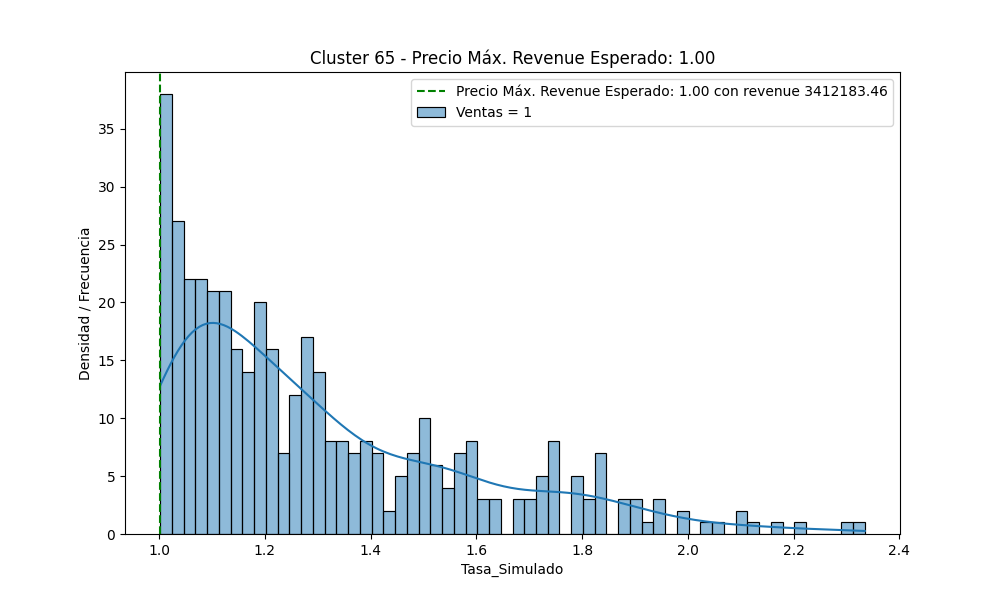 Cluster 65 - Precio Máx. Revenue Esperado: 1.00
Precio Máx. Revenue Esperado: 1.00 con revenue 3412183.46
Ventas = 1
Densidad / Frecuencia
35
30
25
20
15
10
5
0
1.0 1.2 1.4 1.6 1.8 2.0 2.2 2.4
Tasa_Simulado